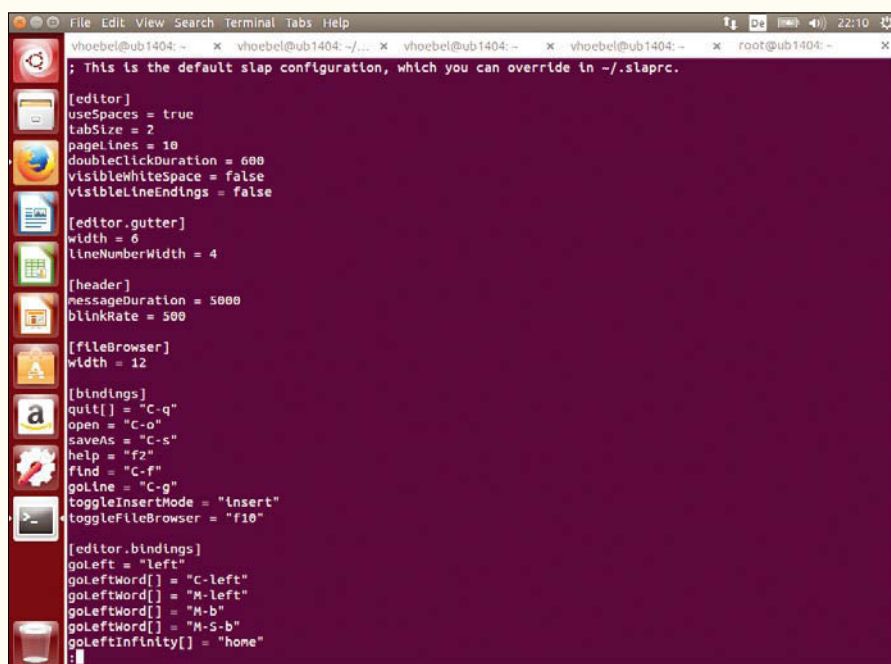 File Edit View Search Terminal Tabs Help
De 22:10
vhoebel@ub1404: ~ × vhoebel@ub1404: ~/... × vhoebel@ub1404: ~ × vhoebel@ub1404: ~ × root@ub1404: ~ ×
; This is the default slap configuration, which you can override in ~/.slaprc.
[editor]
useSpaces = true
tabSize = 2
pageLines = 10
doubleClickDuration = 600
visibleWhiteSpace = false
visibleLineEndings = false
[editor.gutter]
width = 6
lineNumberWidth = 4
[header]
messageDuration = 5000
blinkRate = 500
[fileBrowser]
width = 12
[bindings]
quit[] = "C-q"
open = "C-o"
saveAs = "C-s"
help = "f2"
find = "C-f"
goLine = "C-g"
toggleInsertMode = "insert"
toggleFileBrowser = "f10"
[editor.bindings]
goLeft = "left"
goLeftWord[] = "C-left"
goLeftWord[] = "M-left"
goLeftWord[] = "M-b"
goLeftWord[] = "M-S-b"
goLeftInfinity[] = "home"
: